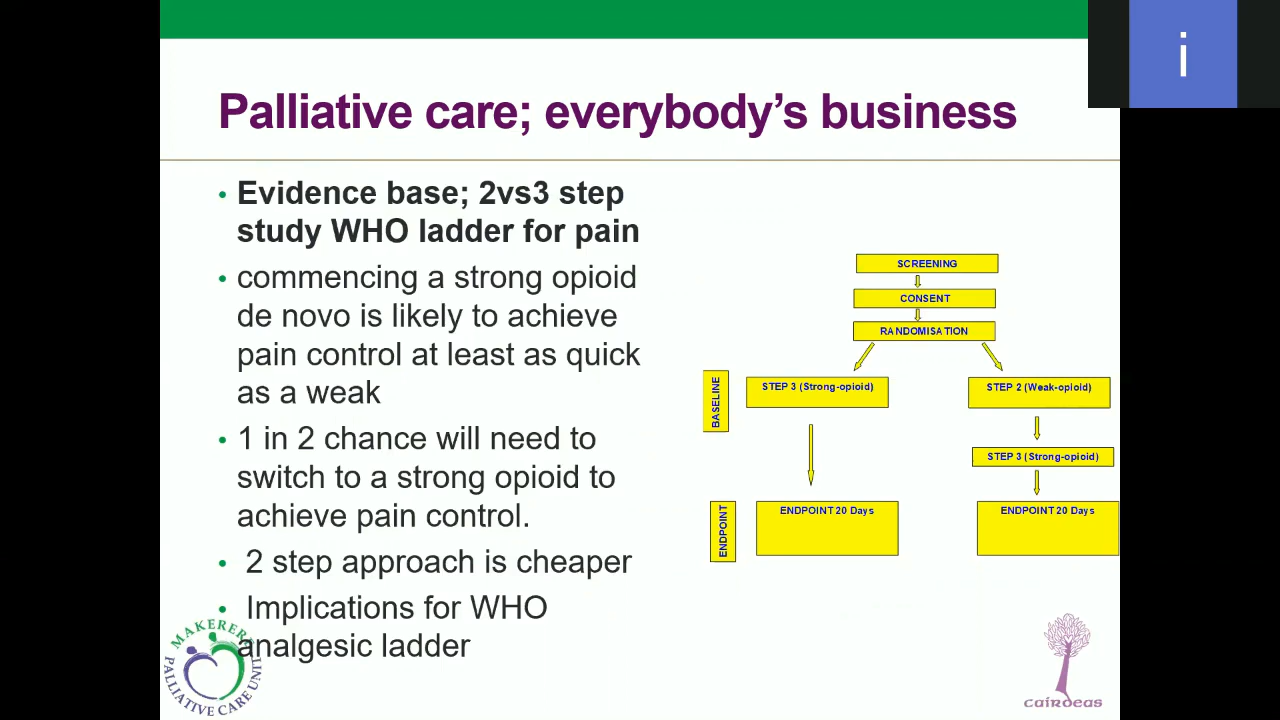 i
Palliative care; everybody’s business
• Evidence base; 2vs3 step
study WHO ladder for pain
• commencing a strong opioid
de novo is likely to achieve
pain control at least as quick
as a weak
• 1 in 2 chance will need to
switch to a strong opioid to
achieve pain control.
• 2 step approach is cheaper
• Implications for WHO
analgesic ladder
SCREENING
CONSENT
RANDOMISATION
BASELINE
STEP 3 (Strong-opioid)
STEP 2 (Weak-opioid)
STEP 3 (Strong-opioid)
ENDPOINT
ENDPOINT 20 Days
ENDPOINT 20 Days
PALLIATIVE CARE UNIT
cairdeas